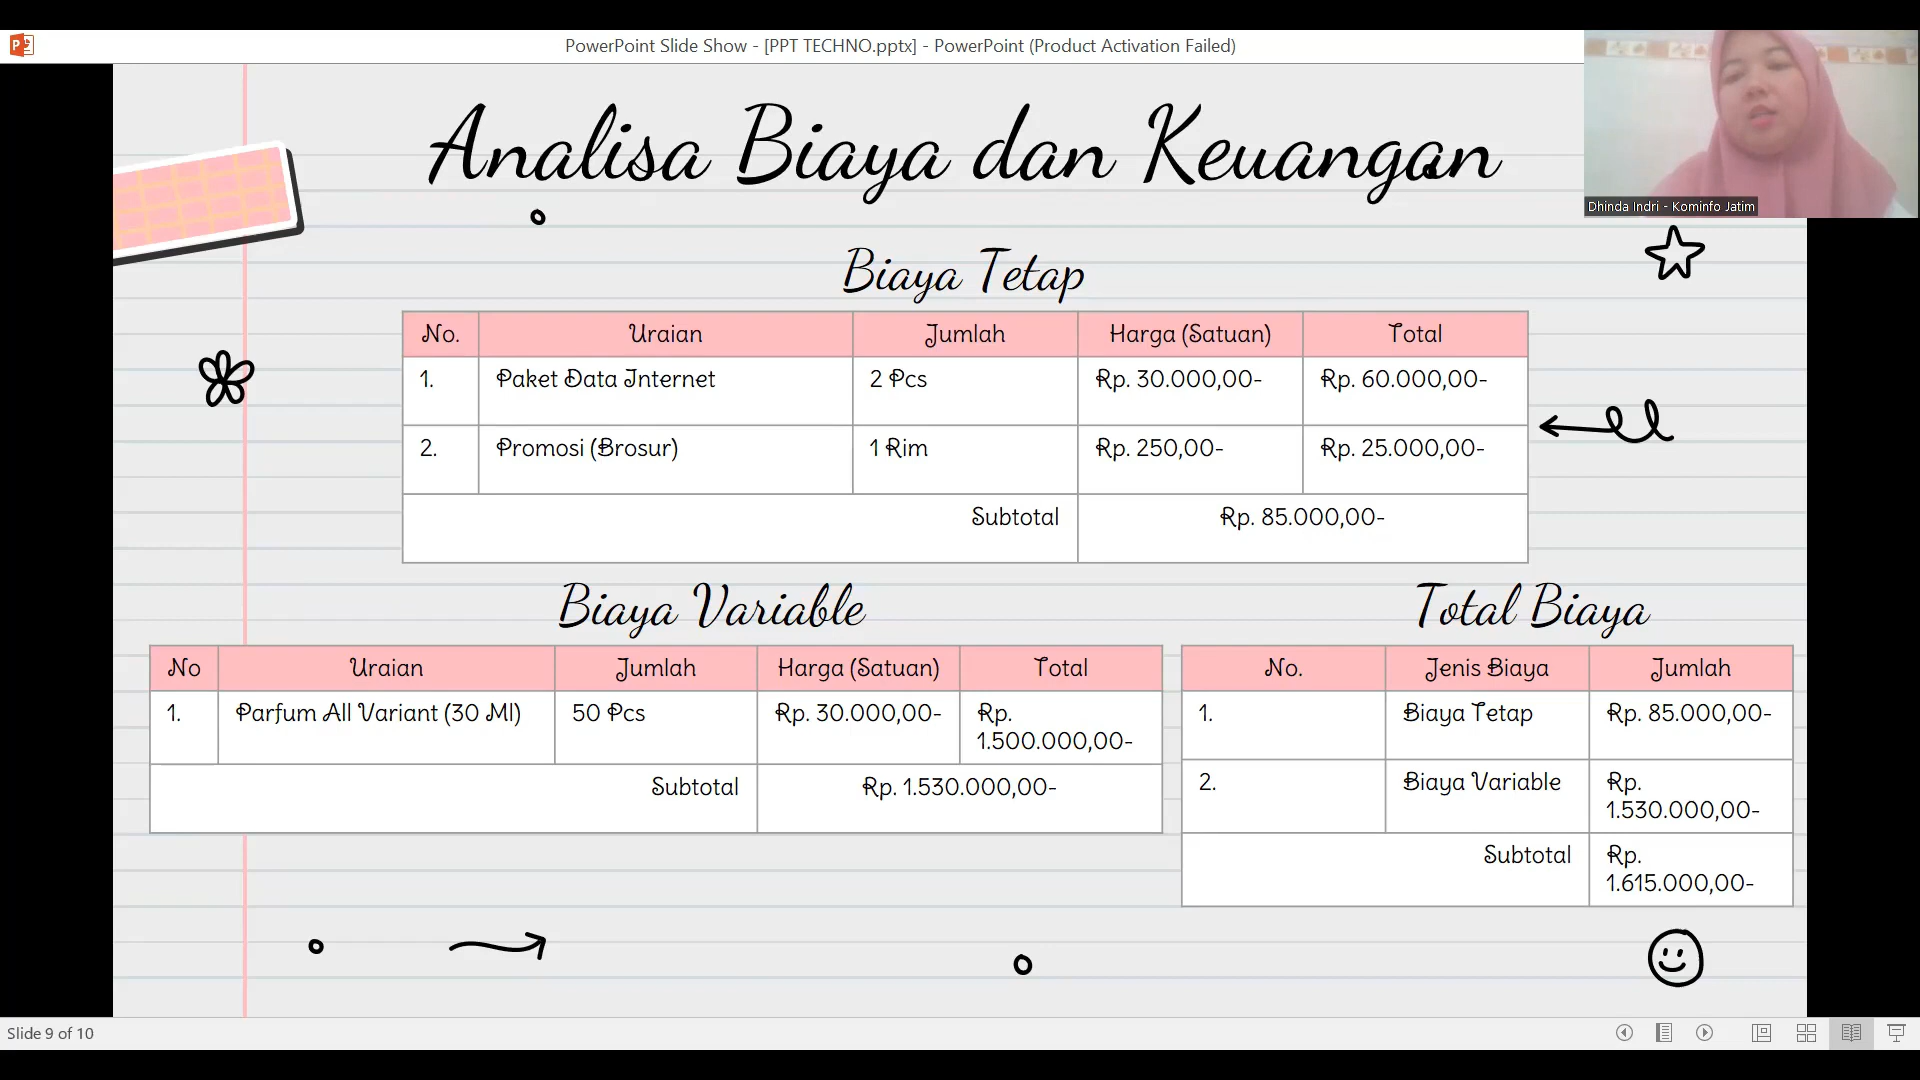 PowerPoint Slide Show - [PPT TECHNO.pptx] - PowerPoint (Product Activation Failed)
Dhinda Indri - Kominfo Jatim
Analisa Biaya dan Keuangan
Biaya Tetap
No. Uraian Jumlah Harga (Satuan) Total
1. Paket Data Internet 2 Pcs Rp. 30.000,00- Rp. 60.000,00-
2. Promosi (Brosur) 1 Rim Rp. 250,00- Rp. 25.000,00-
Subtotal Rp. 85.000,00-
Biaya Variable
No Uraian Jumlah Harga (Satuan) Total
1. Parfum All Variant (30 Ml) 50 Pcs Rp. 30.000,00- Rp.
1.500.000,00-
Subtotal Rp. 1.530.000,00-
Total Biaya
No. Jenis Biaya Jumlah
1. Biaya Tetap Rp. 85.000,00-
2. Biaya Variable Rp.
1.530.000,00-
Subtotal Rp.
1.615.000,00-
Slide 9 of 10